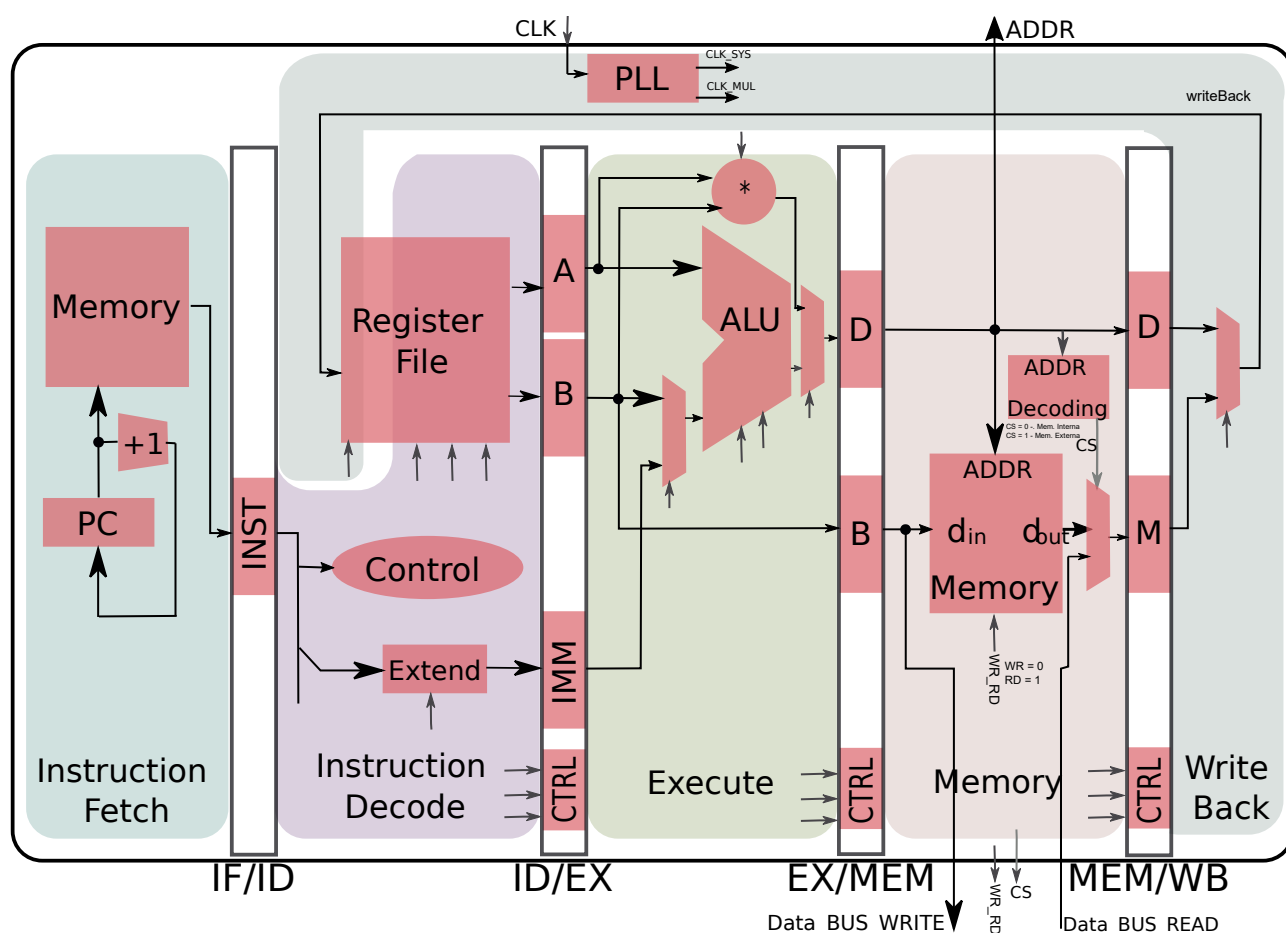 CLK
ADDR
PLL
CLK_SYS
CLK_MUL
writeBack
Memory
+1
PC
INST
Register
File
Control
Extend
A
B
IMM
CTRL
*
ALU
D
B
CTRL
ADDR
Decoding
CS = 0 -. Mem. Interna
CS = 1 - Mem. Externa
CS
ADDR
din
dout
Memory
WR_RD
WR = 0
RD = 1
D
M
CTRL
Instruction
Fetch
Instruction
Decode
Execute
Memory
Write
Back
IF/ID
ID/EX
EX/MEM
MEM/WB
Data BUS WRITE
WR_RD
CS
Data BUS READ